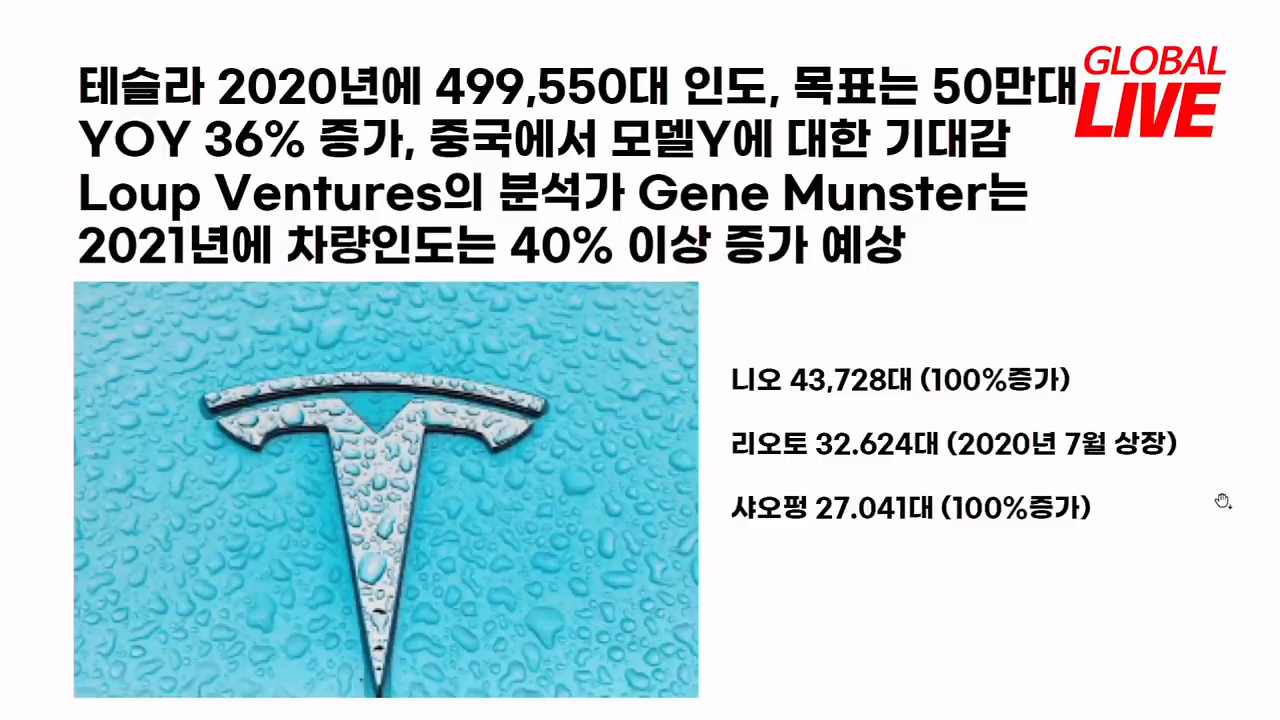 테슬라 2020년에 499,550대 인도, 목표는 50만대
YOY 36% 증가, 중국에서 모델Y에 대한 기대감
Loup Ventures의 분석가 Gene Munster는
2021년에 차량인도는 40% 이상 증가 예상
GLOBAL
LIVE
니오 43,728대 (100%증가)
리오토 32.624대 (2020년 7월 상장)
샤오펑 27.041대 (100%증가)